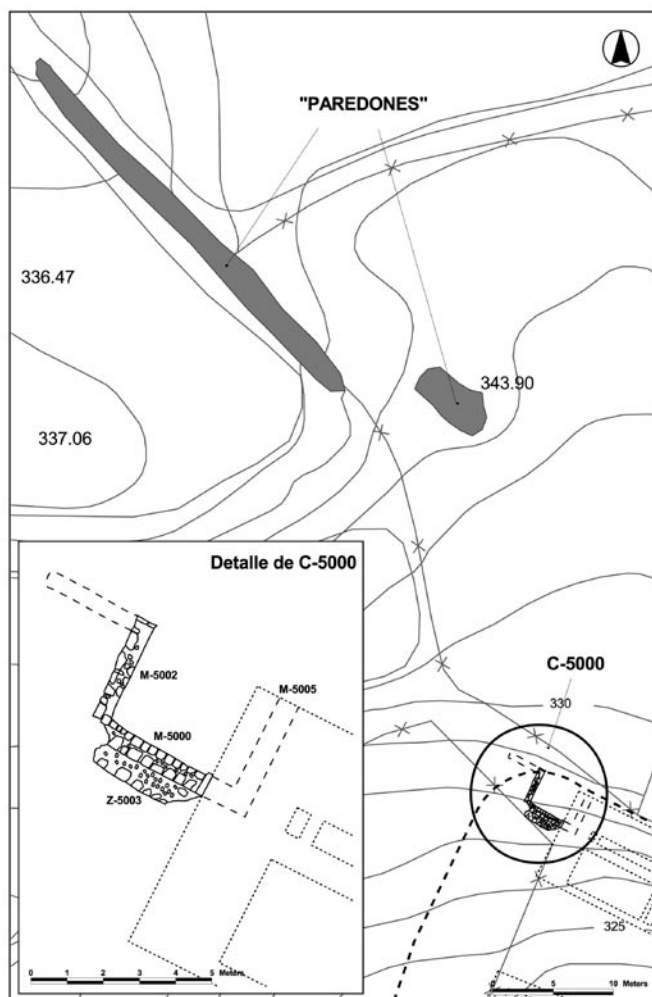 "PAREDONES"
336.47
343.90
337.06
Detalle de C-5000
C-5000
M-5002
M-5005
330
M-5000
Z-5003
325
0 1 2 3 4 5 Meters
0 5 10 Meters